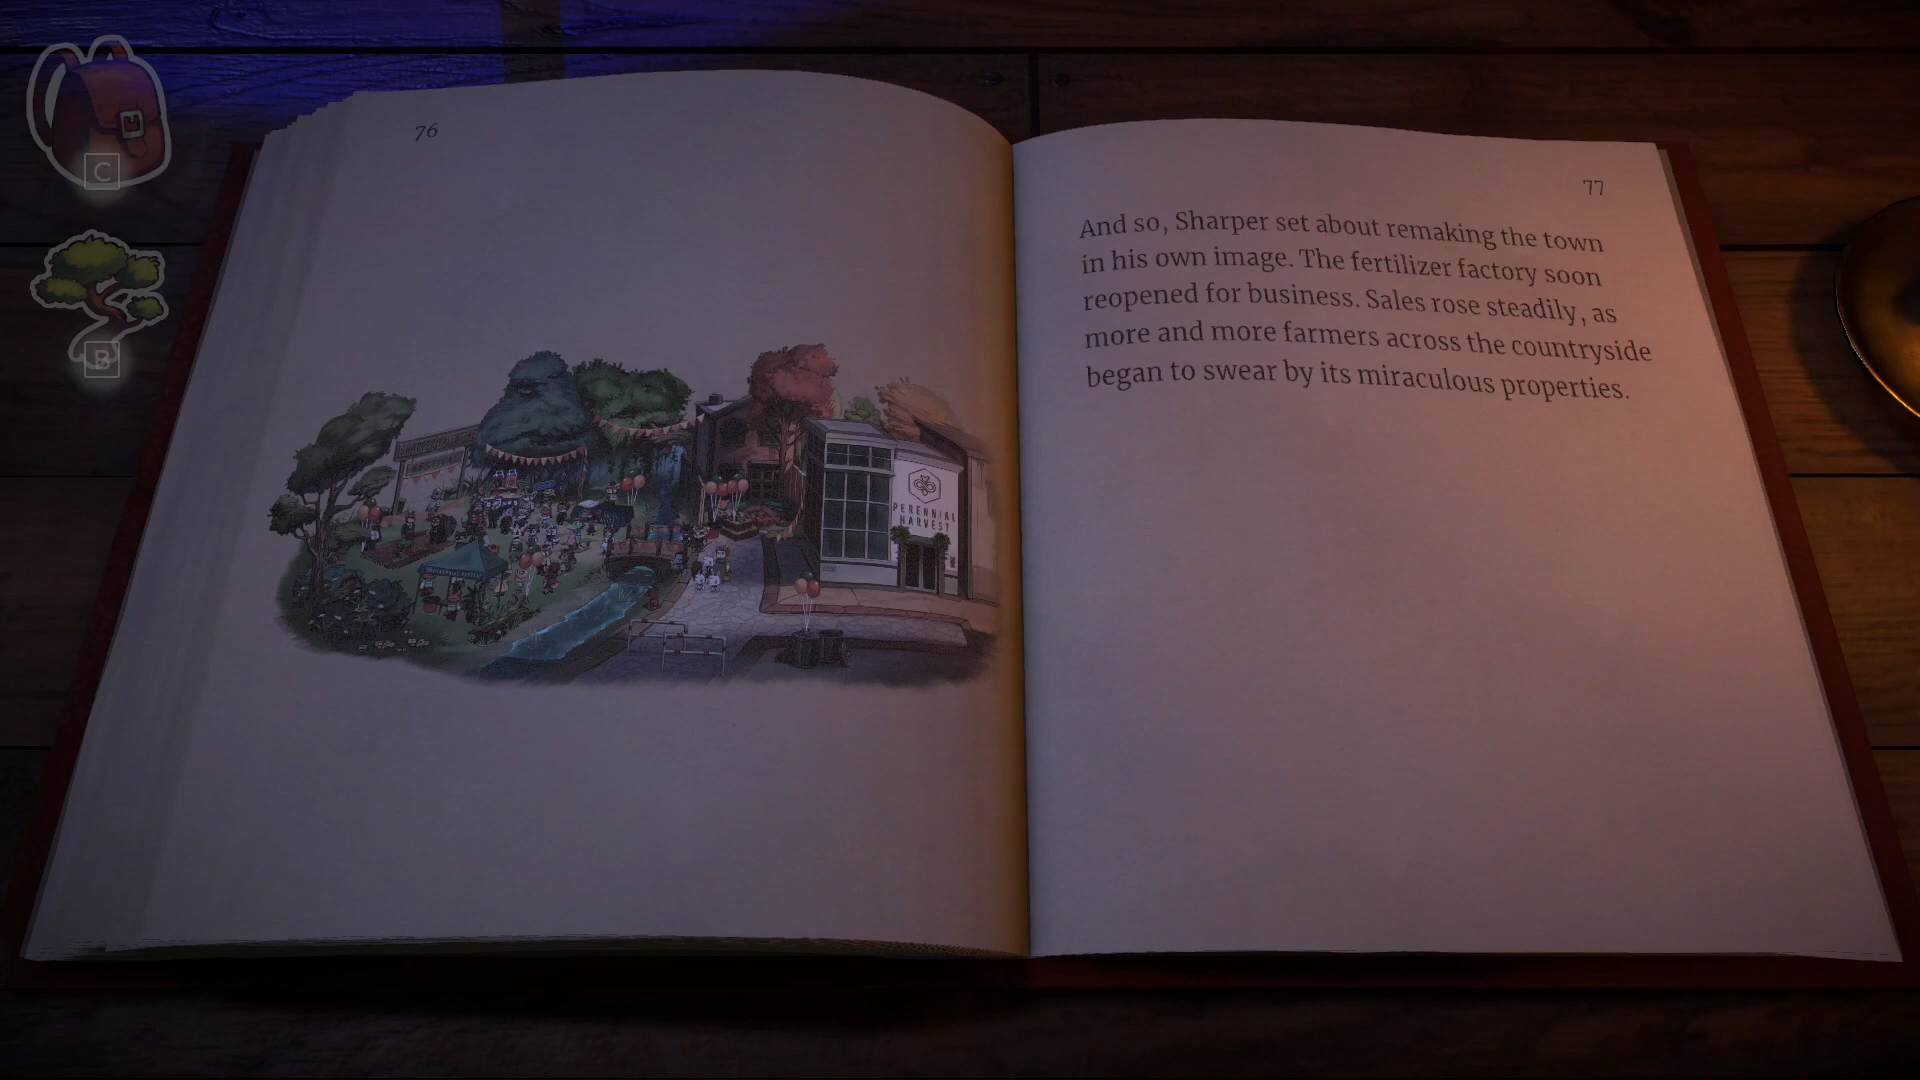 C
B
76
PERENNIAL
HARVEST
77
And so, Sharper set about remaking the town
in his own image. The fertilizer factory soon
reopened for business. Sales rose steadily, as
more and more farmers across the countryside
began to swear by its miraculous properties.